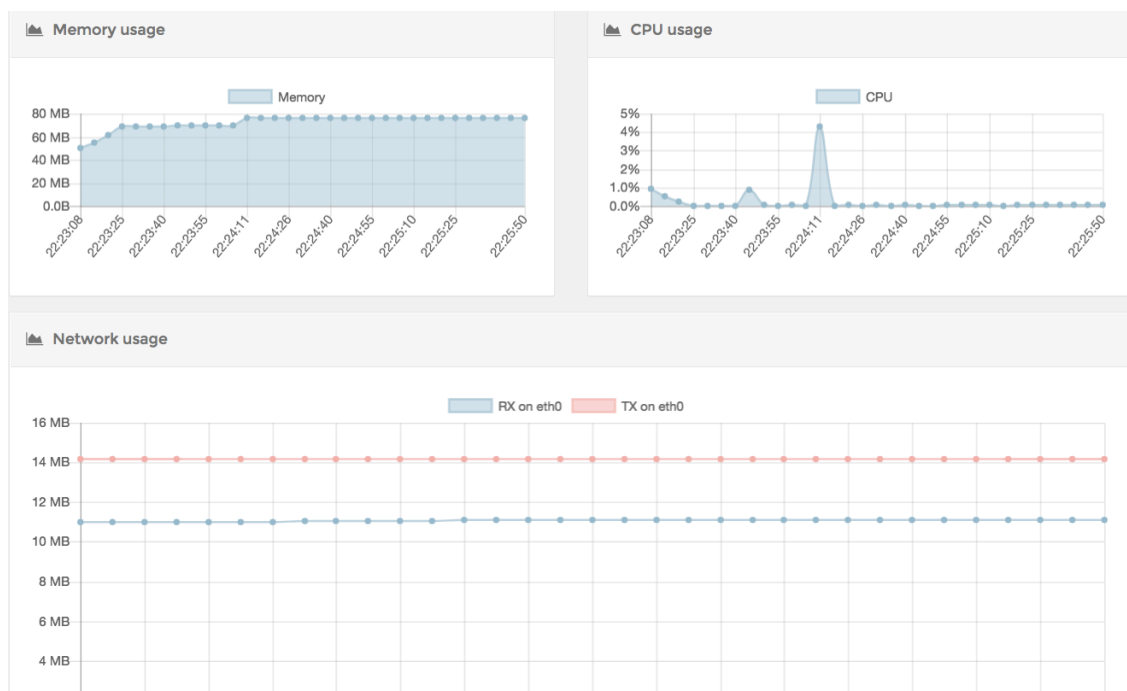 Memory usage
Memory
80 MB
60 MB
40 MB
20 MB
0.0B
22:23:08
22:23:25
22:23:40
22:23:55
22:24:11
22:24:26
22:24:40
22:24:55
22:25:10
22:25:25
22:25:50
CPU usage
CPU
5%
4%
3%
2%
1.0%
0.0%
22:23:08
22:23:25
22:23:40
22:23:55
22:24:11
22:24:26
22:24:40
22:24:55
22:25:10
22:25:25
22:25:50
Network usage
RX on eth0 TX on eth0
16 MB
14 MB
12 MB
10 MB
8 MB
6 MB
4 MB